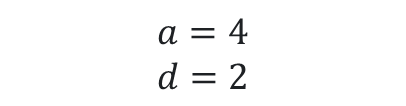 a = 4
d = 2